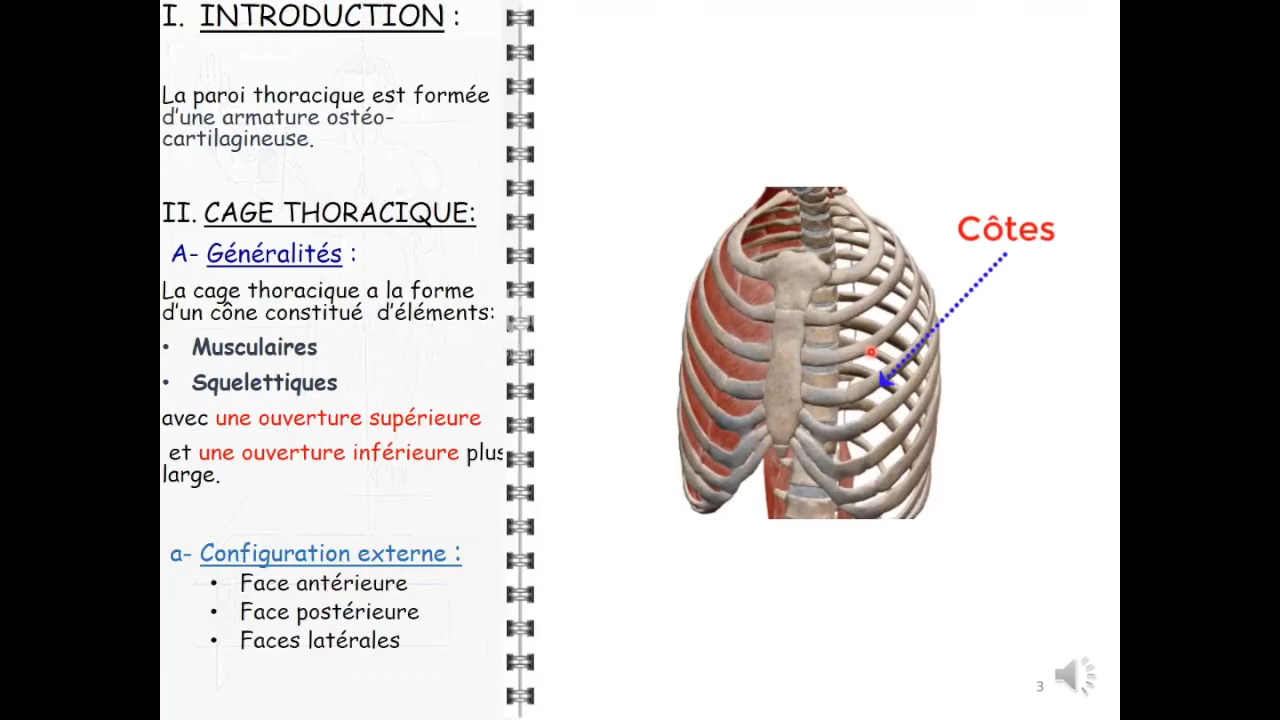 I. INTRODUCTION :
La paroi thoracique est formée
d'une armature ostéo-
cartilagineuse.
II. CAGE THORACIQUE:
A- Généralités :
La cage thoracique a la forme
d'un cône constitué d'éléments:
• Musculaires
• Squelettiques
avec une ouverture supérieure
et une ouverture inférieure plus
large.
a- Configuration externe :
• Face antérieure
• Face postérieure
• Faces latérales
Côtes
3